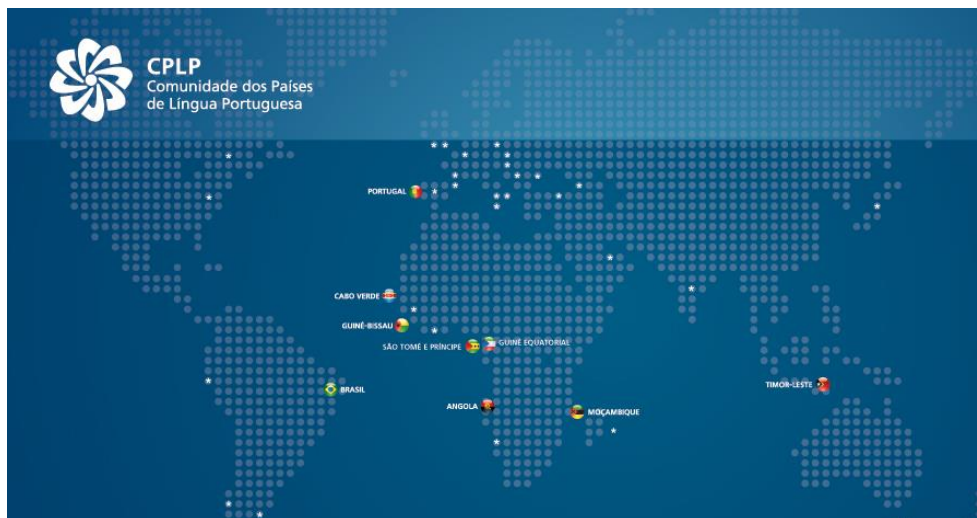 CPLP
Comunidade dos Países
de Língua Portuguesa
PORTUGAL
CABO VERDE
GUINÉ-BISSAU
SÃO TOMÉ E PRÍNCIPE
GUINÉ EQUATORIAL
BRASIL
ANGOLA
MOÇAMBIQUE
TIMOR-LESTE